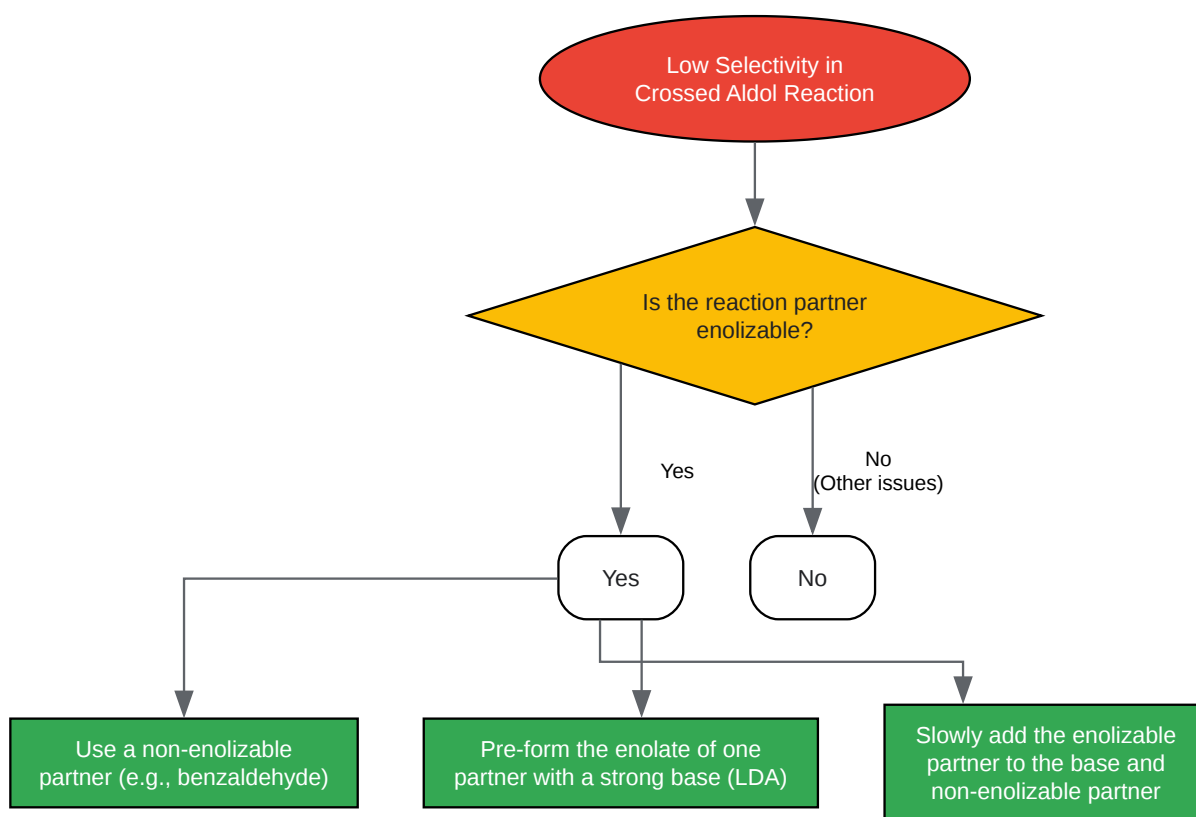 Low Selectivity in
Crossed Aldol Reaction
Is the reaction partner
enolizable?
Yes
No
(Other issues)
Yes
No
Use a non-enolizable
partner (e.g., benzaldehyde)
Pre-form the enolate of one
partner with a strong base (LDA)
Slowly add the enolizable
partner to the base and
non-enolizable partner